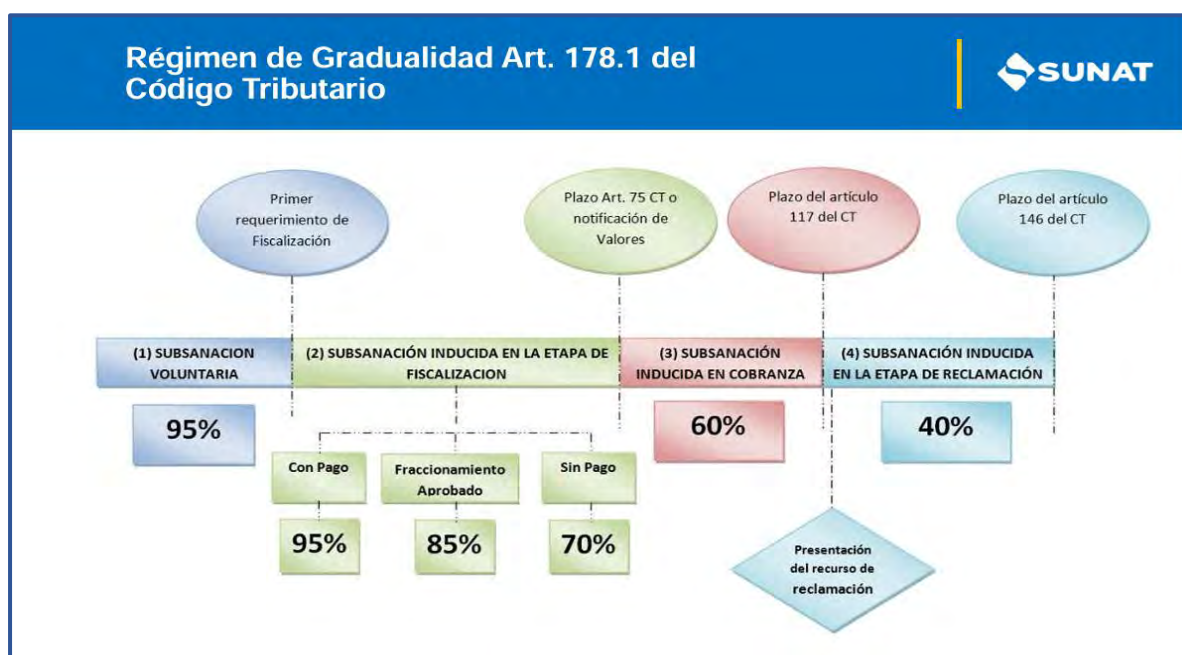 Régimen de Gradualidad Art. 178.1 del
Código Tributario
SUNAT
Primer
requerimiento de
Fiscalización
Plazo Art. 75 CT o
notificación de
Valores
Plazo del artículo
117 del CT
Plazo del artículo
146 del CT
(1) SUBSANACION
VOLUNTARIA
(2) SUBSANACIÓN INDUCIDA EN LA ETAPA DE
FISCALIZACION
(3) SUBSANACIÓN
INDUCIDA EN COBRANZA
(4) SUBSANACIÓN INDUCIDA
EN LA ETAPA DE RECLAMACIÓN
95%
60%
40%
Con Pago
Fraccionamiento
Aprobado
Sin Pago
95%
85%
70%
Presentación
del recurso de
reclamación